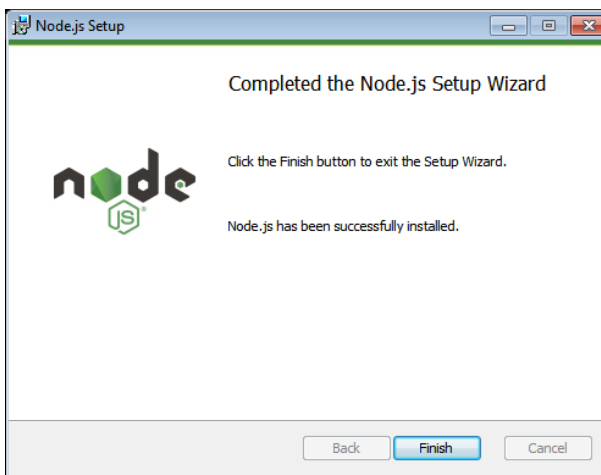 Node.js Setup
Completed the Node.js Setup Wizard
Click the Finish button to exit the Setup Wizard.
node
JS
Node.js has been successfully installed.
Back
Finish
Cancel